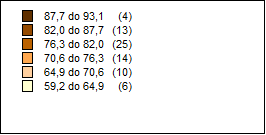 87,7 do 93,1 (4)
82,0 do 87,7 (13)
76,3 do 82,0 (25)
70,6 do 76,3 (14)
64,9 do 70,6 (10)
59,2 do 64,9 (6)